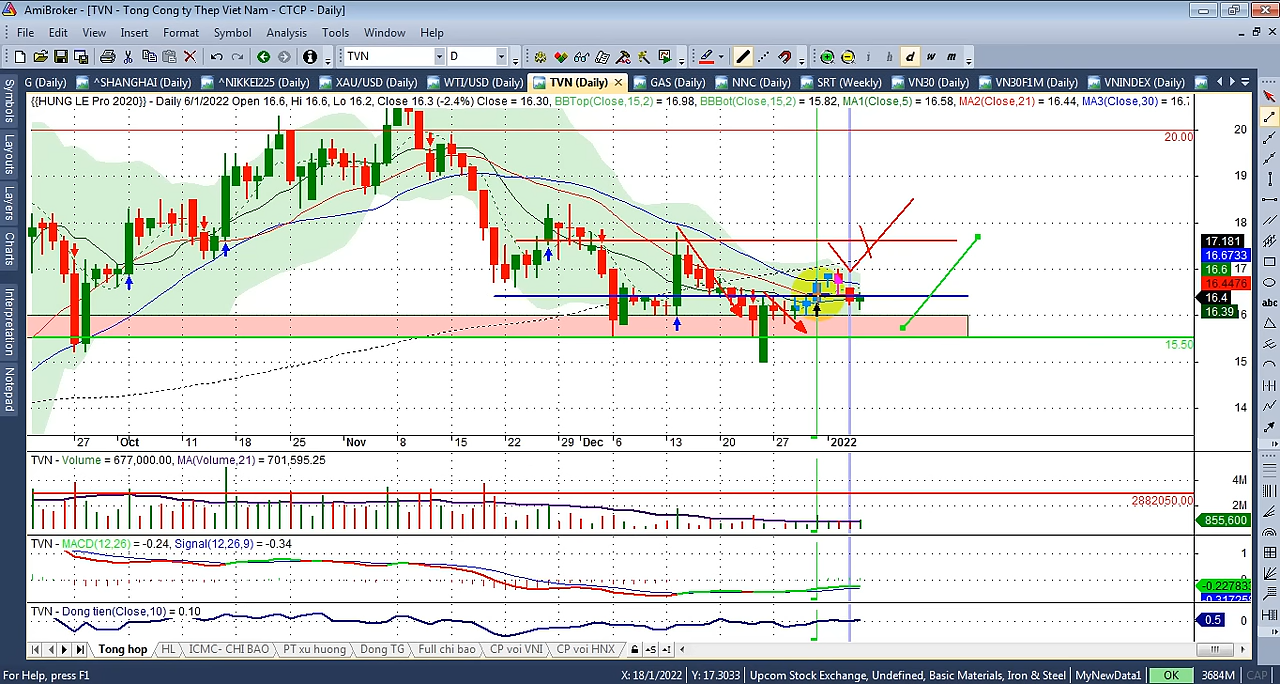 AmiBroker - [TVN - Tong Cong ty Thep Viet Nam - CTCP - Daily]
File Edit View Insert Format Symbol Analysis Tools Window Help
TVN D i h d w m
G (Daily) ^SHANGHAI (Daily) ^NIKKEI225 (Daily) XAU/USD (Daily) WTI/USD (Daily) TVN (Daily) GAS (Daily) NNC (Daily) SRT (Weekly) VN30 (Daily) VN30F1M (Daily) VNINDEX (Daily)
Symbols
Layouts
Layers
Charts
Interpretation
Notepad
{{HUNG LE Pro 2020}} - Daily 6/1/2022 Open 16.6, Hi 16.6, Lo 16.2, Close 16.3 (-2.4%) Close = 16.30, BBTop(Close,15,2) = 16.98, BBBot(Close,15,2) = 15.82, MA1(Close,5) = 16.58, MA2(Close,21) = 16.44, MA3(Close,30) = 16.7
20
20.00
19
18
17.181
16.6733
16.6 17
16.4476
16.4
16.39 16
15.50
15
14
27 Oct 11 18 25 Nov 8 15 22 29 Dec 6 13 20 27 2022
TVN - Volume = 677,000.00, MA(Volume,21) = 701,595.25
4M
2882050.00
2M
855,600
TVN - MACD(12,26) = -0.24, Signal(12,26,9) = -0.34
1
-0.227833
-0.317259
TVN - Dong tien(Close,10) = 0.10
0.5 0
Tong hop HL ICMC- CHI BAO PT xu huong Dong TG Full chi bao CP voi VNI CP voi HNX
For Help, press F1 X: 18/1/2022 Y: 17.3033 Upcom Stock Exchange, Undefined, Basic Materials, Iron & Steel MyNewData1 OK 3684M CAP
abc